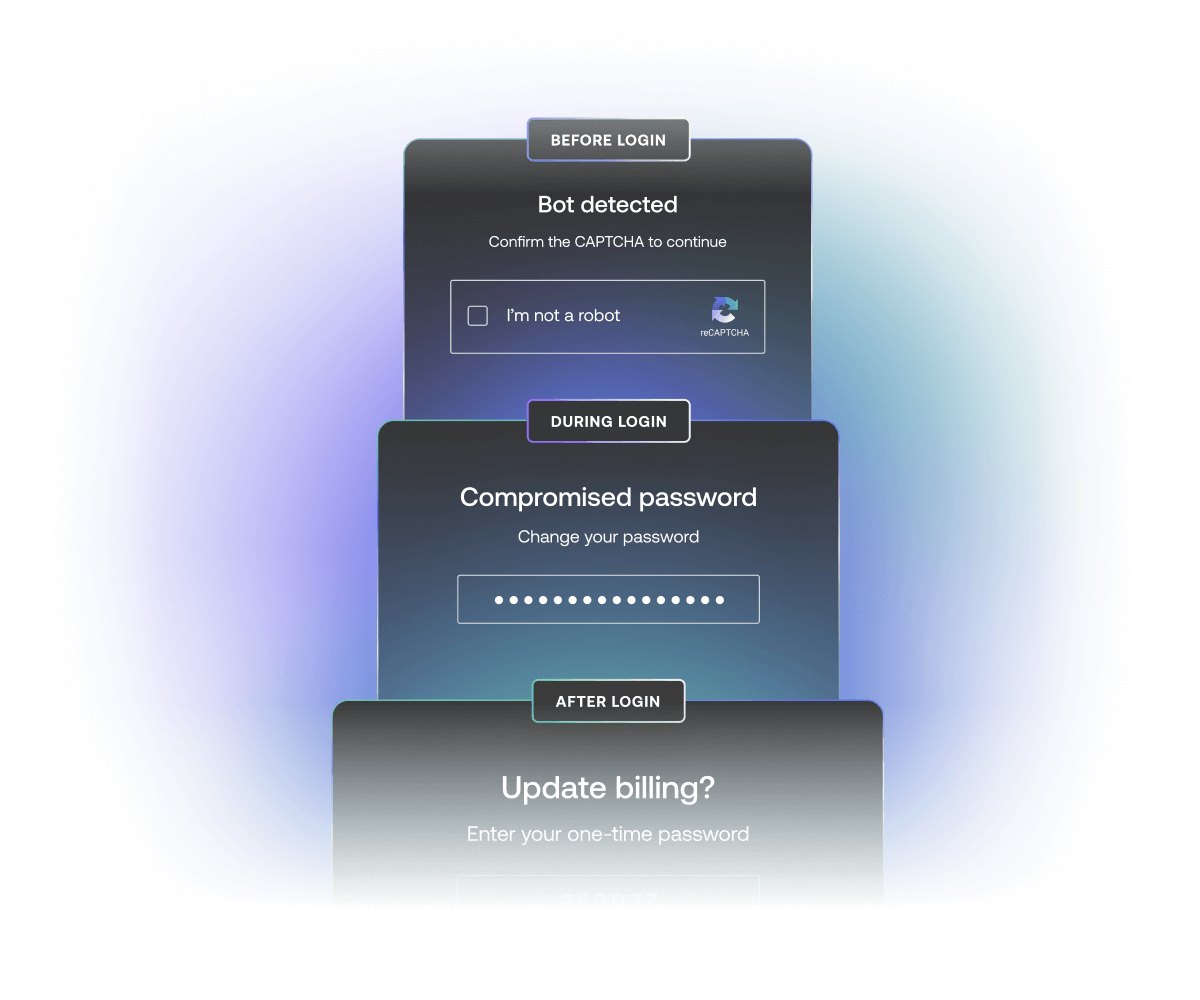 BEFORE LOGIN
Bot detected
Confirm the CAPTCHA to continue
I’m not a robot
reCAPTCHA
DURING LOGIN
Compromised password
Change your password
AFTER LOGIN
Update billing?
Enter your one-time password